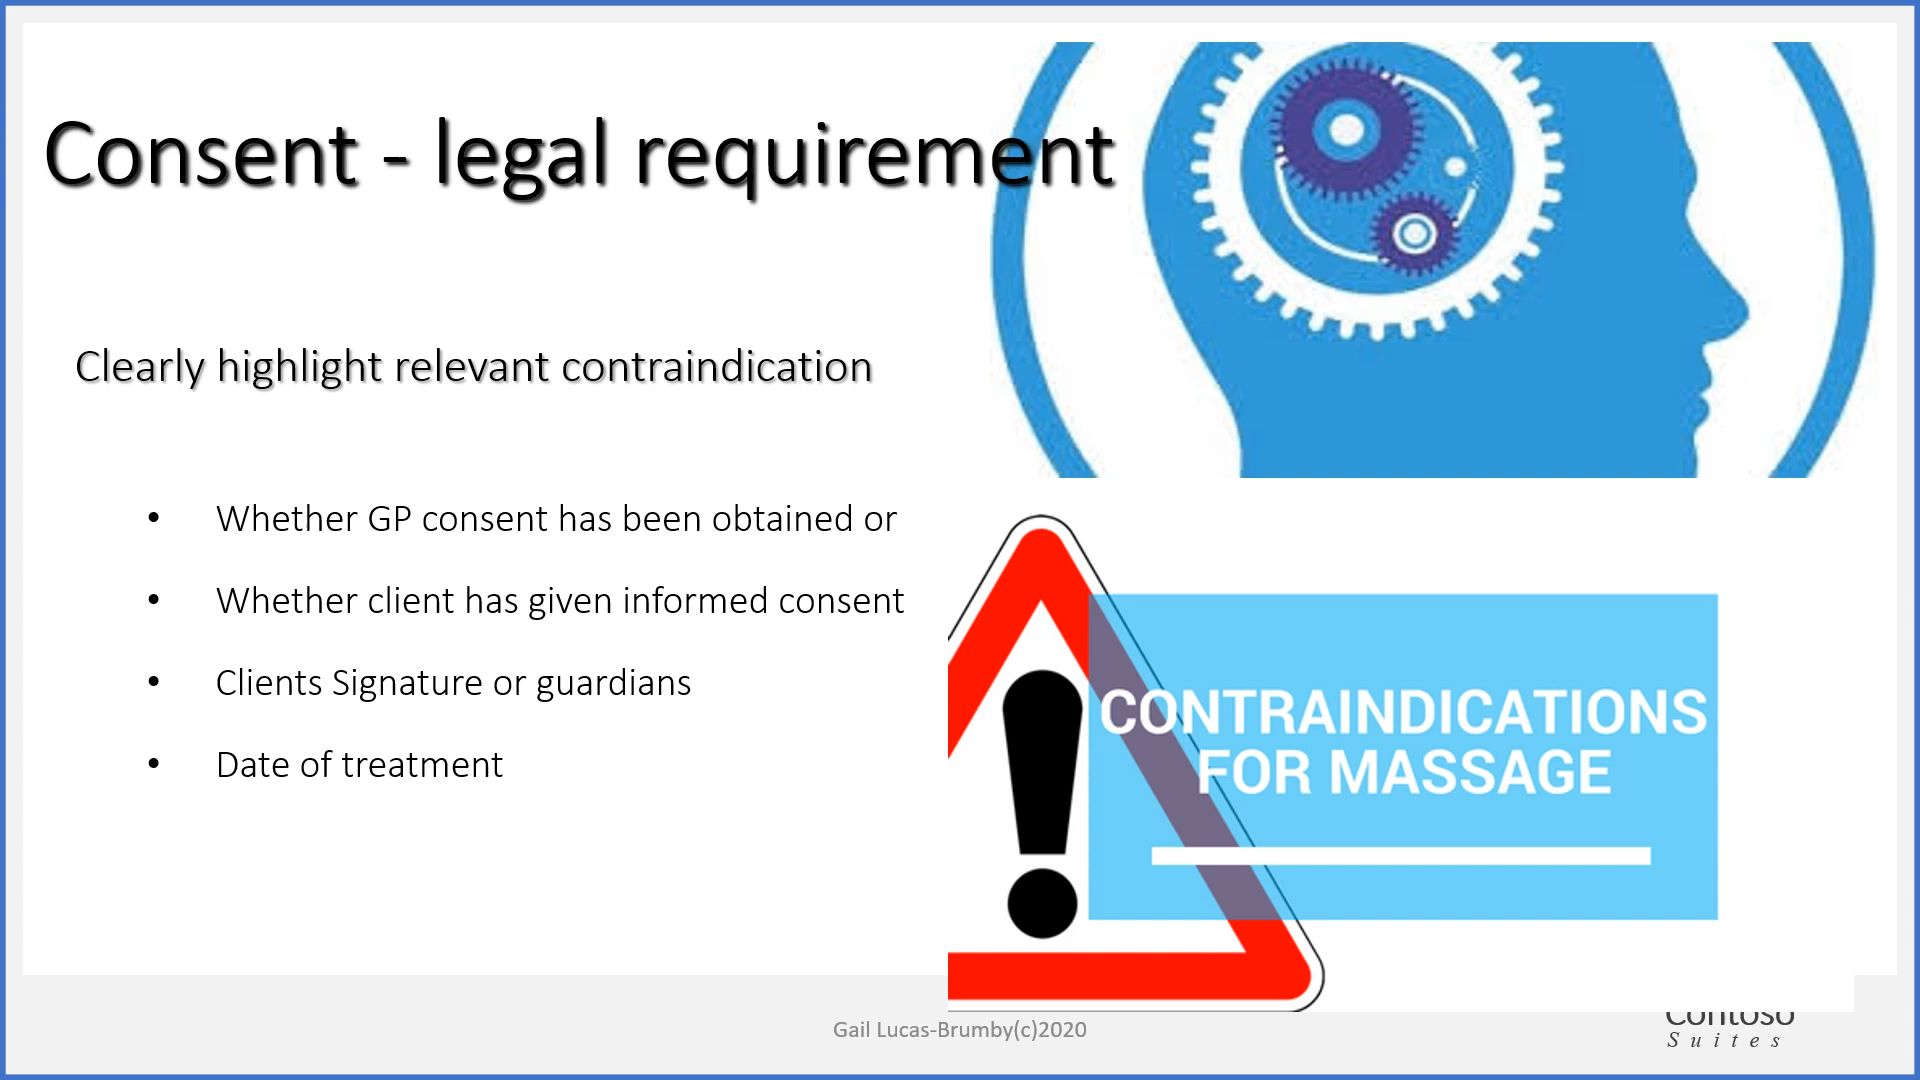 Consent - legal requirement
Clearly highlight relevant contraindication
• Whether GP consent has been obtained or
• Whether client has given informed consent
• Clients Signature or guardians
• Date of treatment
CONTRAINDICATIONS
FOR MASSAGE
Gail Lucas-Brumby(c)2020
Contoso
Suites